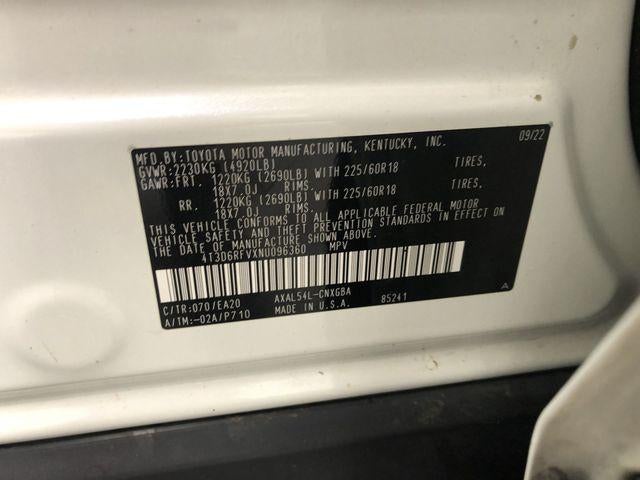 09/22
MFD.BY:TOYOTA MOTOR MANUFACTURING, KENTUCKY, INC.
GVWR:2230KG (4920LB)
GAWR:FRT. 1220KG (2690LB) WITH 225/60R18 TIRES,
18X7.0J RIMS.
RR. 1220KG (2690LB) WITH 225/60R18 TIRES,
18X7.0J RIMS.
THIS VEHICLE CONFORMS TO ALL APPLICABLE FEDERAL MOTOR
VEHICLE SAFETY AND THEFT PREVENTION STANDARDS IN EFFECT ON
THE DATE OF MANUFACTURE SHOWN ABOVE.
4T3D6RFVXNU096360 MPV
C/TR:070/EA20 AXAL54L-CNXGBA
A/TM:-02A/P710 MADE IN U.S.A. 85241